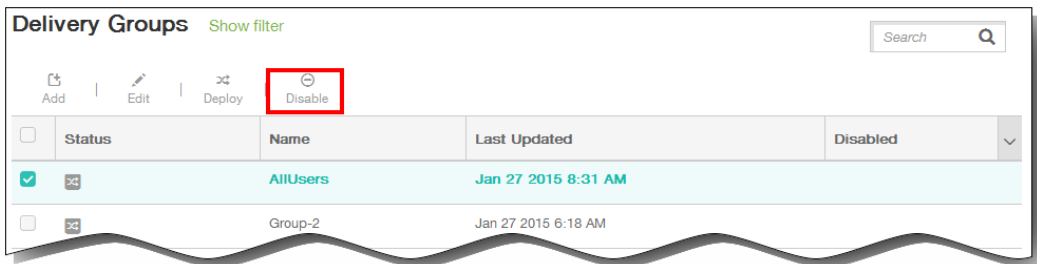 Delivery Groups Show filter
Search
Add | Edit | Deploy | Disable
Status Name Last Updated Disabled
AllUsers Jan 27 2015 8:31 AM
Group-2 Jan 27 2015 6:18 AM